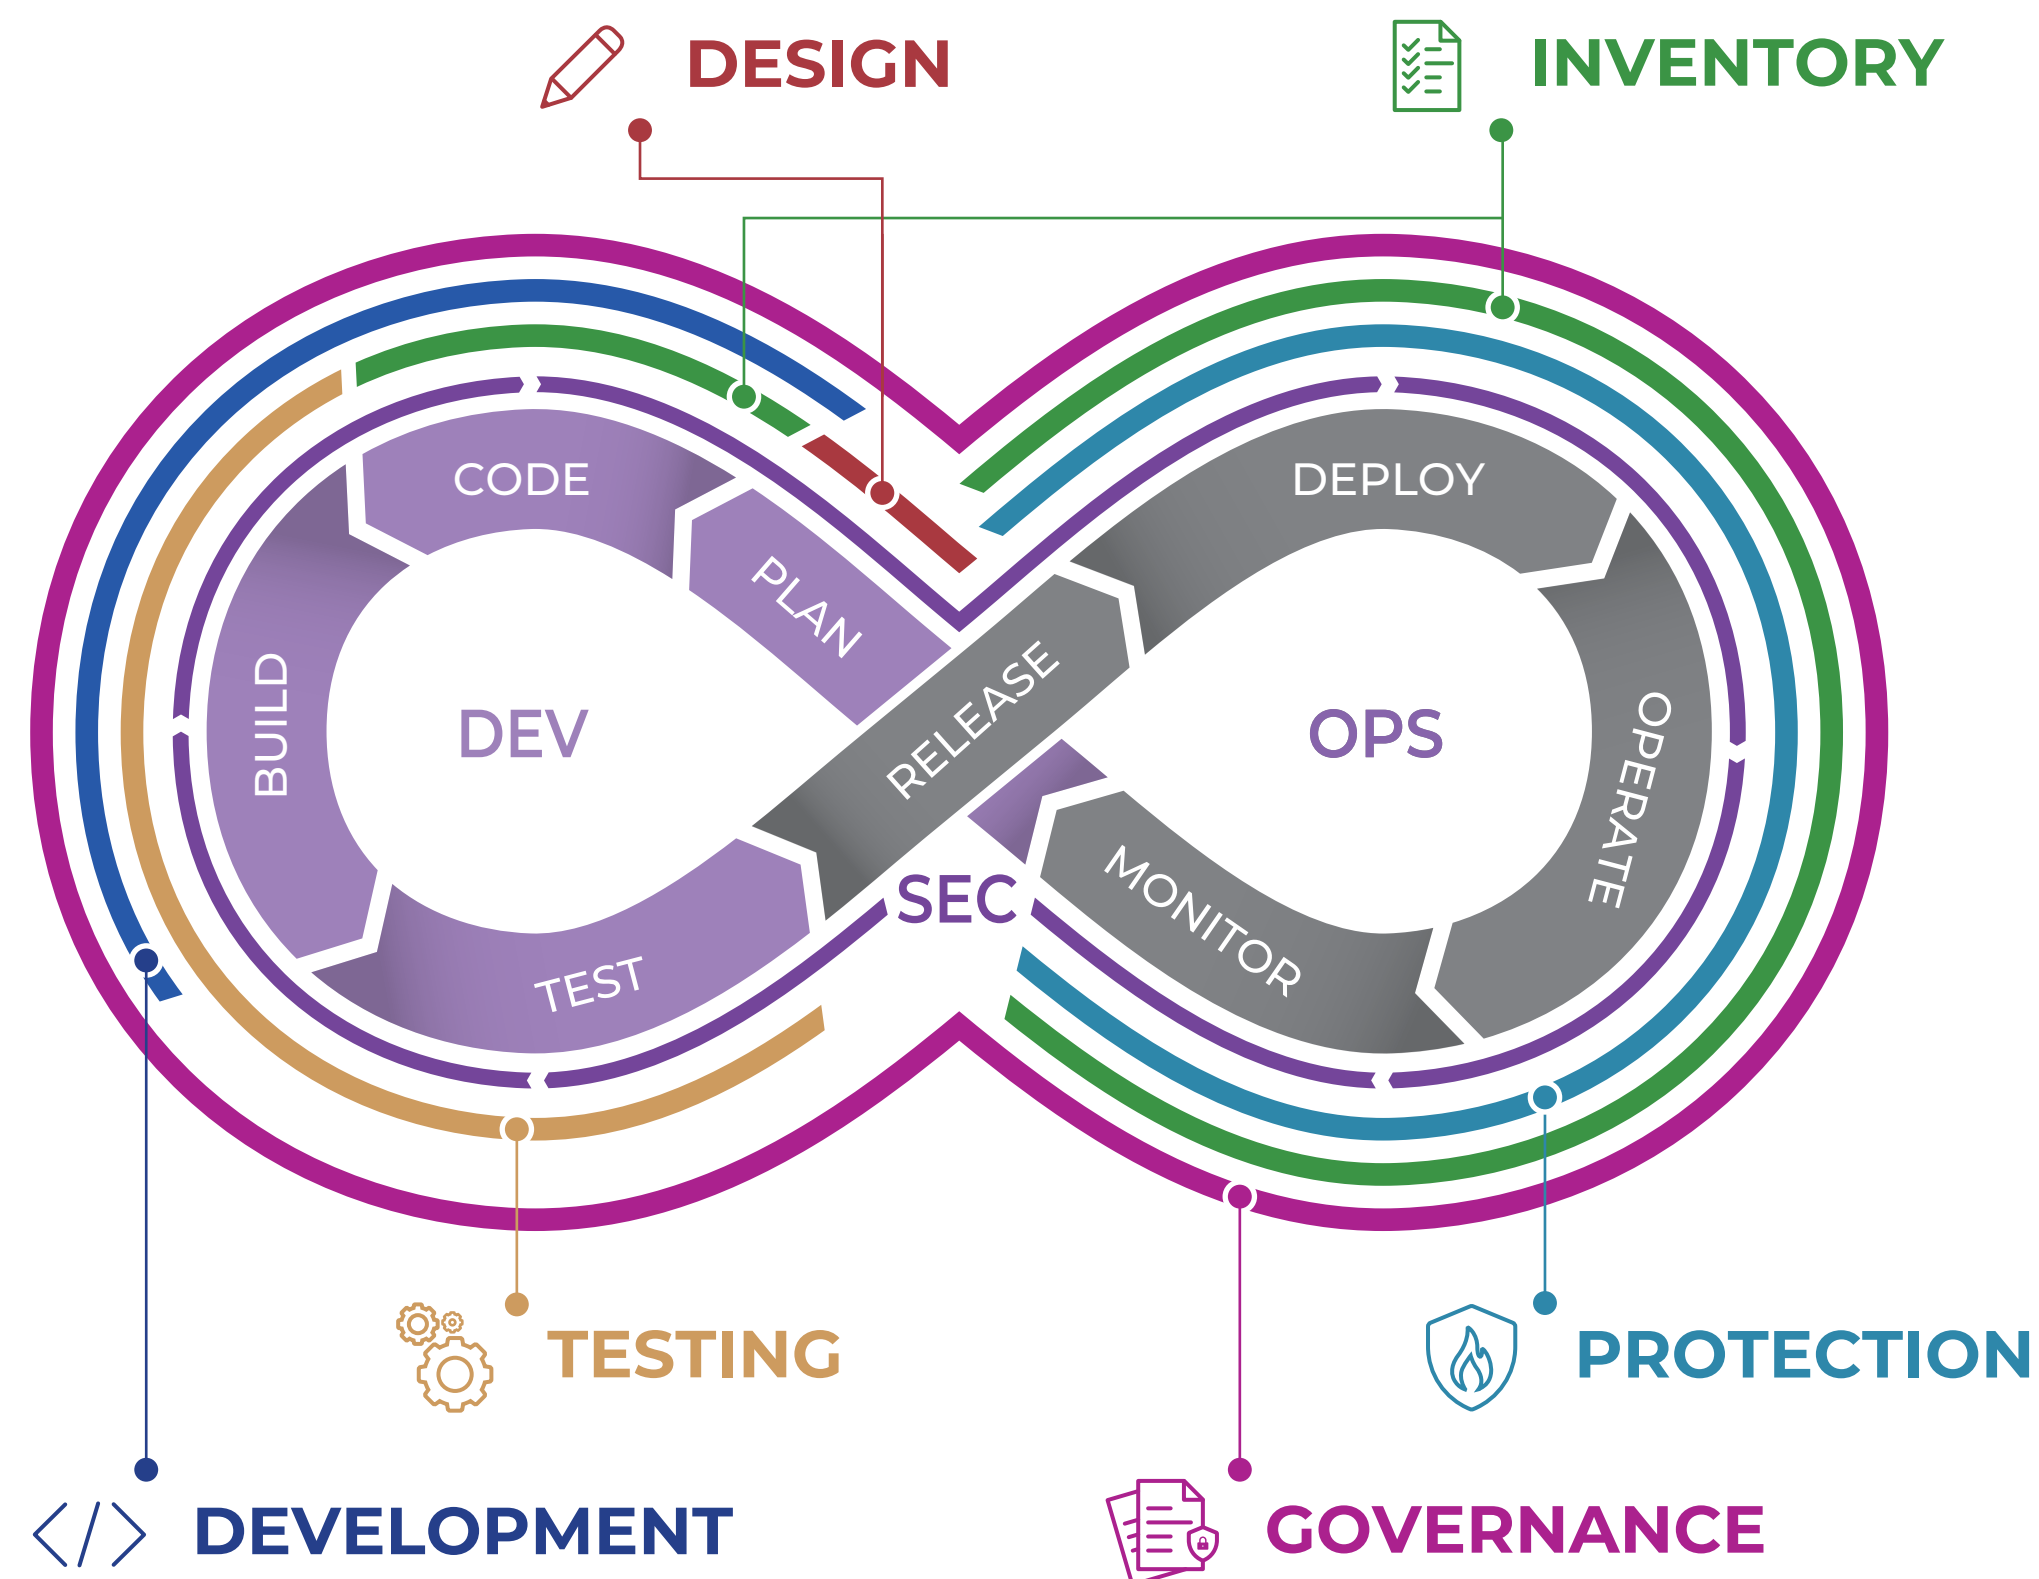 DESIGN
INVENTORY
CODE
DEPLOY
PLAN
BUILD
DEV
RELEASE
OPS
OPERATE
SEC
MONITOR
TEST
TESTING
PROTECTION
DEVELOPMENT
GOVERNANCE